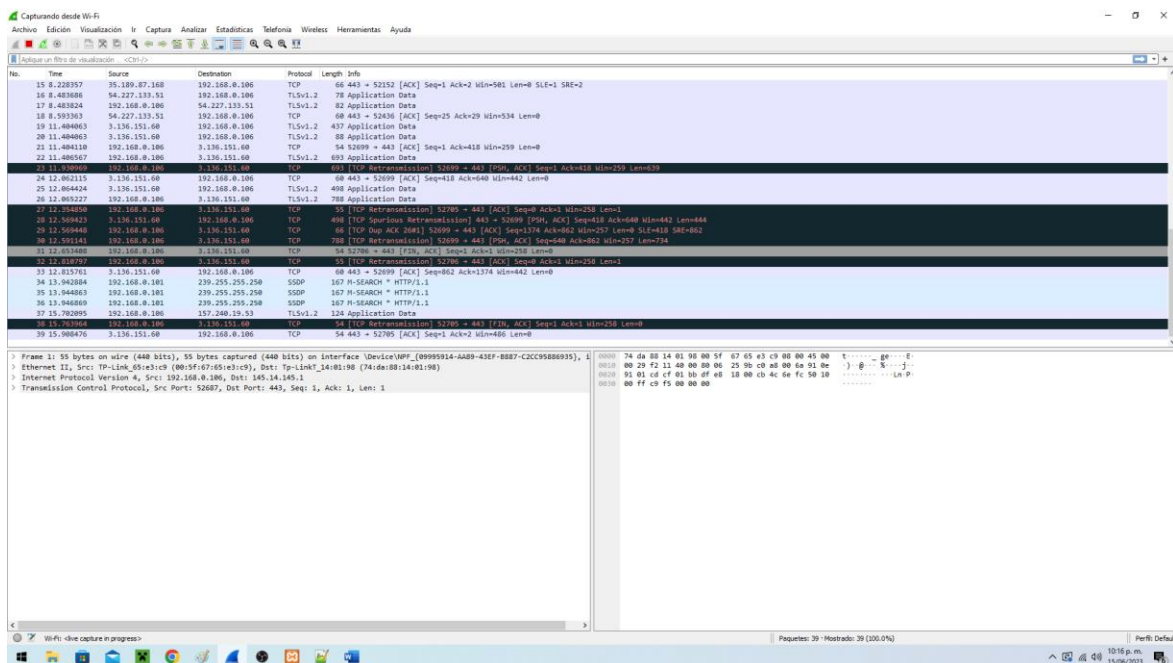 Capturando desde Wi-Fi
Archivo Edición Visualización Ir Captura Analizar Estadísticas Telefonía Wireless Herramientas Ayuda
Aplique un filtro de visualización ... <Ctrl-/>
No. Time Source Destination Protocol Length Info
15 8.228357 35.189.87.168 192.168.0.106 TCP 66 443 → 52152 [ACK] Seq=1 Ack=2 Win=501 Len=0 SLE=1 SRE=2
16 8.483686 54.227.133.51 192.168.0.106 TLSv1.2 78 Application Data
17 8.483824 192.168.0.106 54.227.133.51 TLSv1.2 82 Application Data
18 8.593363 54.227.133.51 192.168.0.106 TCP 60 443 → 52436 [ACK] Seq=25 Ack=29 Win=534 Len=0
19 11.404063 3.136.151.60 192.168.0.106 TLSv1.2 437 Application Data
20 11.404063 3.136.151.60 192.168.0.106 TLSv1.2 88 Application Data
21 11.404110 192.168.0.106 3.136.151.60 TCP 54 52699 → 443 [ACK] Seq=1 Ack=418 Win=259 Len=0
22 11.406567 192.168.0.106 3.136.151.60 TLSv1.2 693 Application Data
23 11.930969 192.168.0.106 3.136.151.60 TCP 693 [TCP Retransmission] 52699 → 443 [PSH, ACK] Seq=1 Ack=418 Win=259 Len=639
24 12.062115 3.136.151.60 192.168.0.106 TCP 60 443 → 52699 [ACK] Seq=418 Ack=640 Win=442 Len=0
25 12.064424 3.136.151.60 192.168.0.106 TLSv1.2 498 Application Data
26 12.065227 192.168.0.106 3.136.151.60 TLSv1.2 788 Application Data
27 12.354850 192.168.0.106 3.136.151.60 TCP 55 [TCP Retransmission] 52705 → 443 [ACK] Seq=0 Ack=1 Win=258 Len=1
28 12.569423 3.136.151.60 192.168.0.106 TCP 498 [TCP Spurious Retransmission] 443 → 52699 [PSH, ACK] Seq=418 Ack=640 Win=442 Len=444
29 12.569448 192.168.0.106 3.136.151.60 TCP 66 [TCP Dup ACK 26#1] 52699 → 443 [ACK] Seq=1374 Ack=862 Win=257 Len=0 SLE=418 SRE=862
30 12.591141 192.168.0.106 3.136.151.60 TCP 788 [TCP Retransmission] 52699 → 443 [PSH, ACK] Seq=640 Ack=862 Win=257 Len=734
31 12.653408 192.168.0.106 3.136.151.60 TCP 54 52706 → 443 [FIN, ACK] Seq=1 Ack=1 Win=258 Len=0
32 12.810797 192.168.0.106 3.136.151.60 TCP 55 [TCP Retransmission] 52706 → 443 [ACK] Seq=0 Ack=1 Win=258 Len=1
33 12.815761 3.136.151.60 192.168.0.106 TCP 60 443 → 52699 [ACK] Seq=862 Ack=1374 Win=442 Len=0
34 13.942884 192.168.0.101 239.255.255.250 SSDP 167 M-SEARCH * HTTP/1.1
35 13.944863 192.168.0.101 239.255.255.250 SSDP 167 M-SEARCH * HTTP/1.1
36 13.946869 192.168.0.101 239.255.255.250 SSDP 167 M-SEARCH * HTTP/1.1
37 15.702095 192.168.0.106 157.240.19.53 TLSv1.2 124 Application Data
38 15.763964 192.168.0.106 3.136.151.60 TCP 54 [TCP Retransmission] 52705 → 443 [FIN, ACK] Seq=1 Ack=1 Win=258 Len=0
39 15.908476 3.136.151.60 192.168.0.106 TCP 54 443 → 52705 [ACK] Seq=1 Ack=2 Win=486 Len=0
> Frame 1: 55 bytes on wire (440 bits), 55 bytes captured (440 bits) on interface \Device\NPF_{09995914-AAB9-43EF-B887-C2CC95886935}, i
> Ethernet II, Src: TP-Link_65:e3:c9 (00:5f:67:65:e3:c9), Dst: Tp-LinkT_14:01:98 (74:da:88:14:01:98)
> Internet Protocol Version 4, Src: 192.168.0.106, Dst: 145.14.145.1
> Transmission Control Protocol, Src Port: 52687, Dst Port: 443, Seq: 1, Ack: 1, Len: 1
0000 74 da 88 14 01 98 00 5f 67 65 e3 c9 08 00 45 00 t······_ ge····E·
0010 00 29 f2 11 40 00 80 06 25 9b c0 a8 00 6a 91 0e ·)··@··· %····j··
0020 91 01 cd cf 01 bb df e8 18 00 cb 4c 6e fc 50 10 ········ ···Ln·P·
0030 00 ff c9 f5 00 00 00 ·······
Wi-Fi: <live capture in progress>
Paquetes: 39 · Mostrado: 39 (100.0%)
Perfil: Defau
10:16 p. m.
15/06/2023